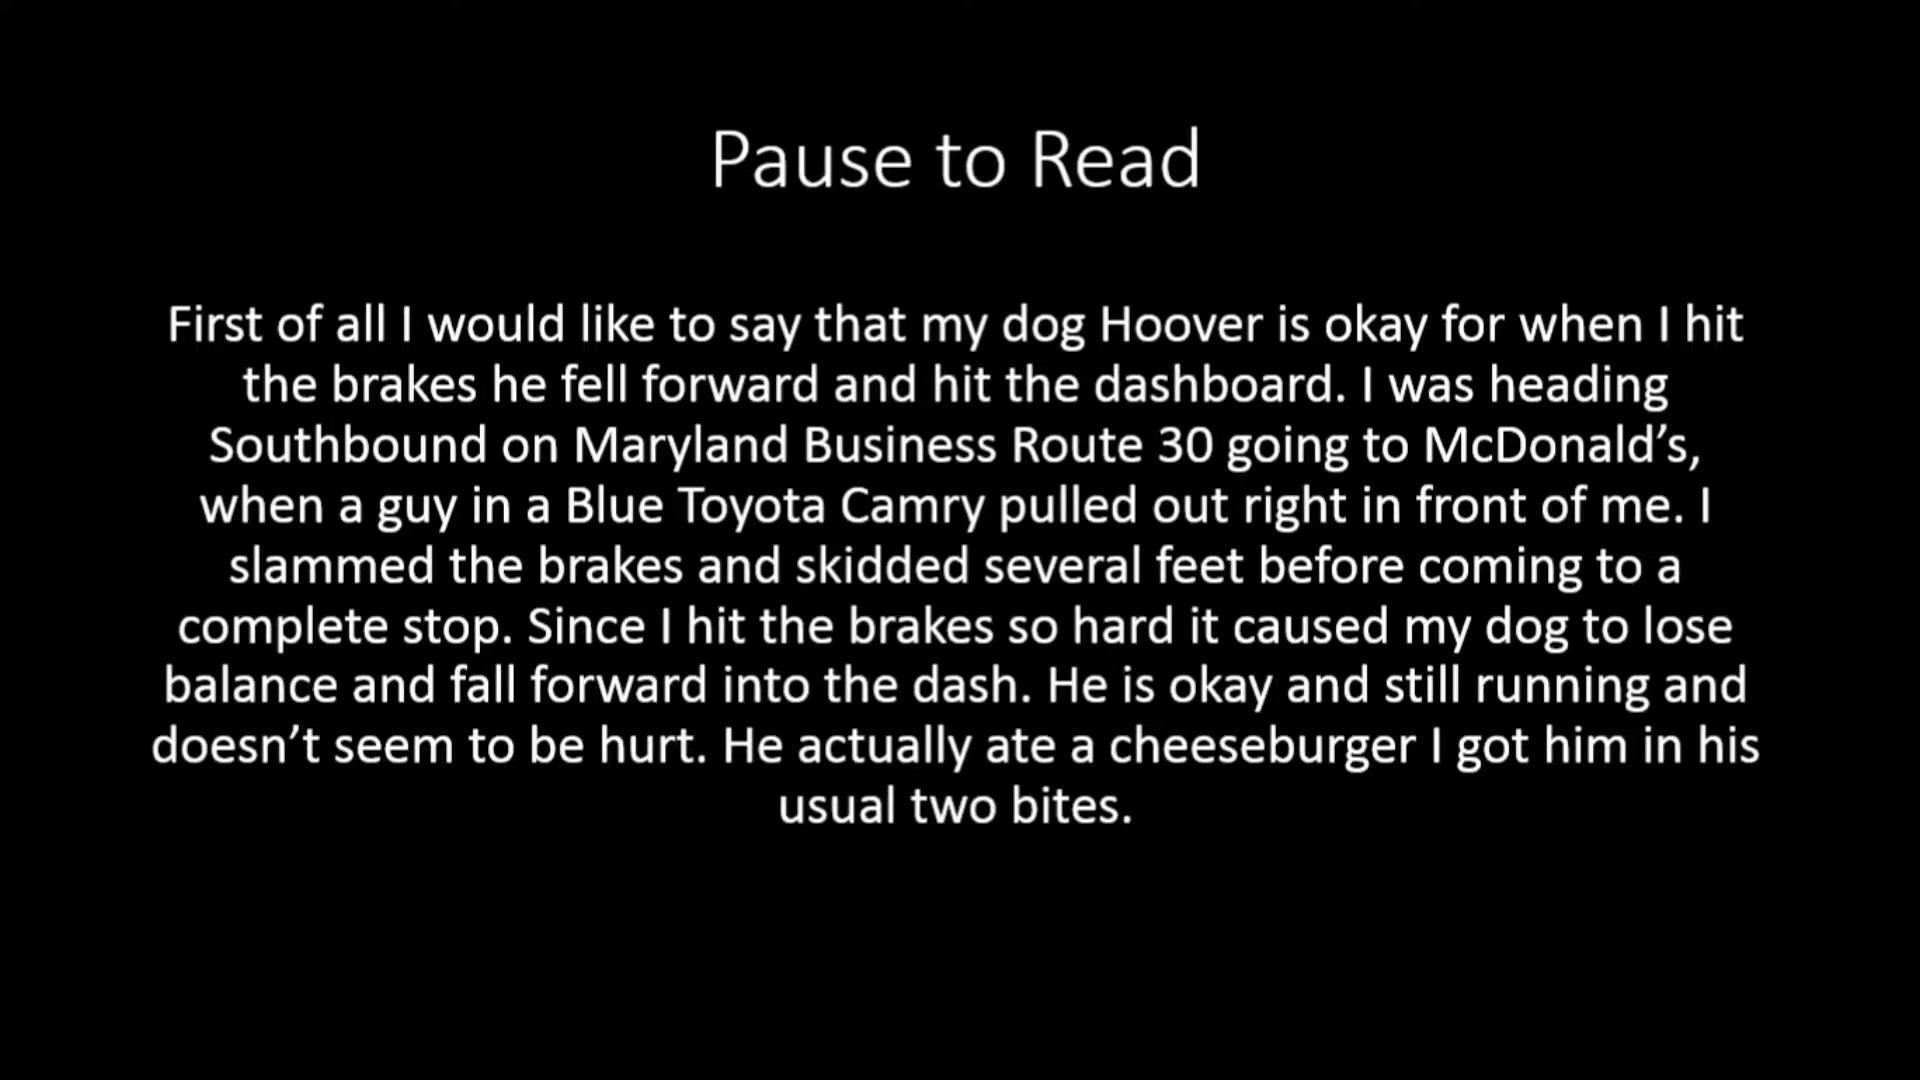 Pause to Read
First of all I would like to say that my dog Hoover is okay for when I hit
the brakes he fell forward and hit the dashboard. I was heading
Southbound on Maryland Business Route 30 going to McDonald’s,
when a guy in a Blue Toyota Camry pulled out right in front of me. I
slammed the brakes and skidded several feet before coming to a
complete stop. Since I hit the brakes so hard it caused my dog to lose
balance and fall forward into the dash. He is okay and still running and
doesn’t seem to be hurt. He actually ate a cheeseburger I got him in his
usual two bites.